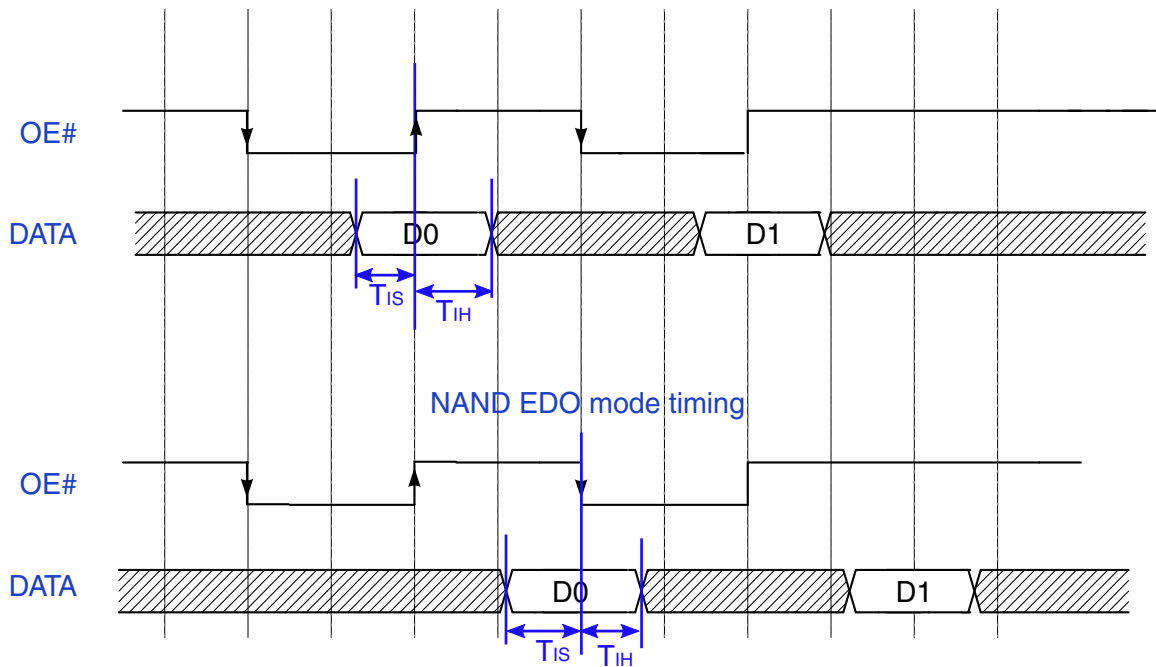 OE#
DATA
D0
D1
TIS
TIH
NAND EDO mode timing
OE#
DATA
D0
D1
TIS
TIH